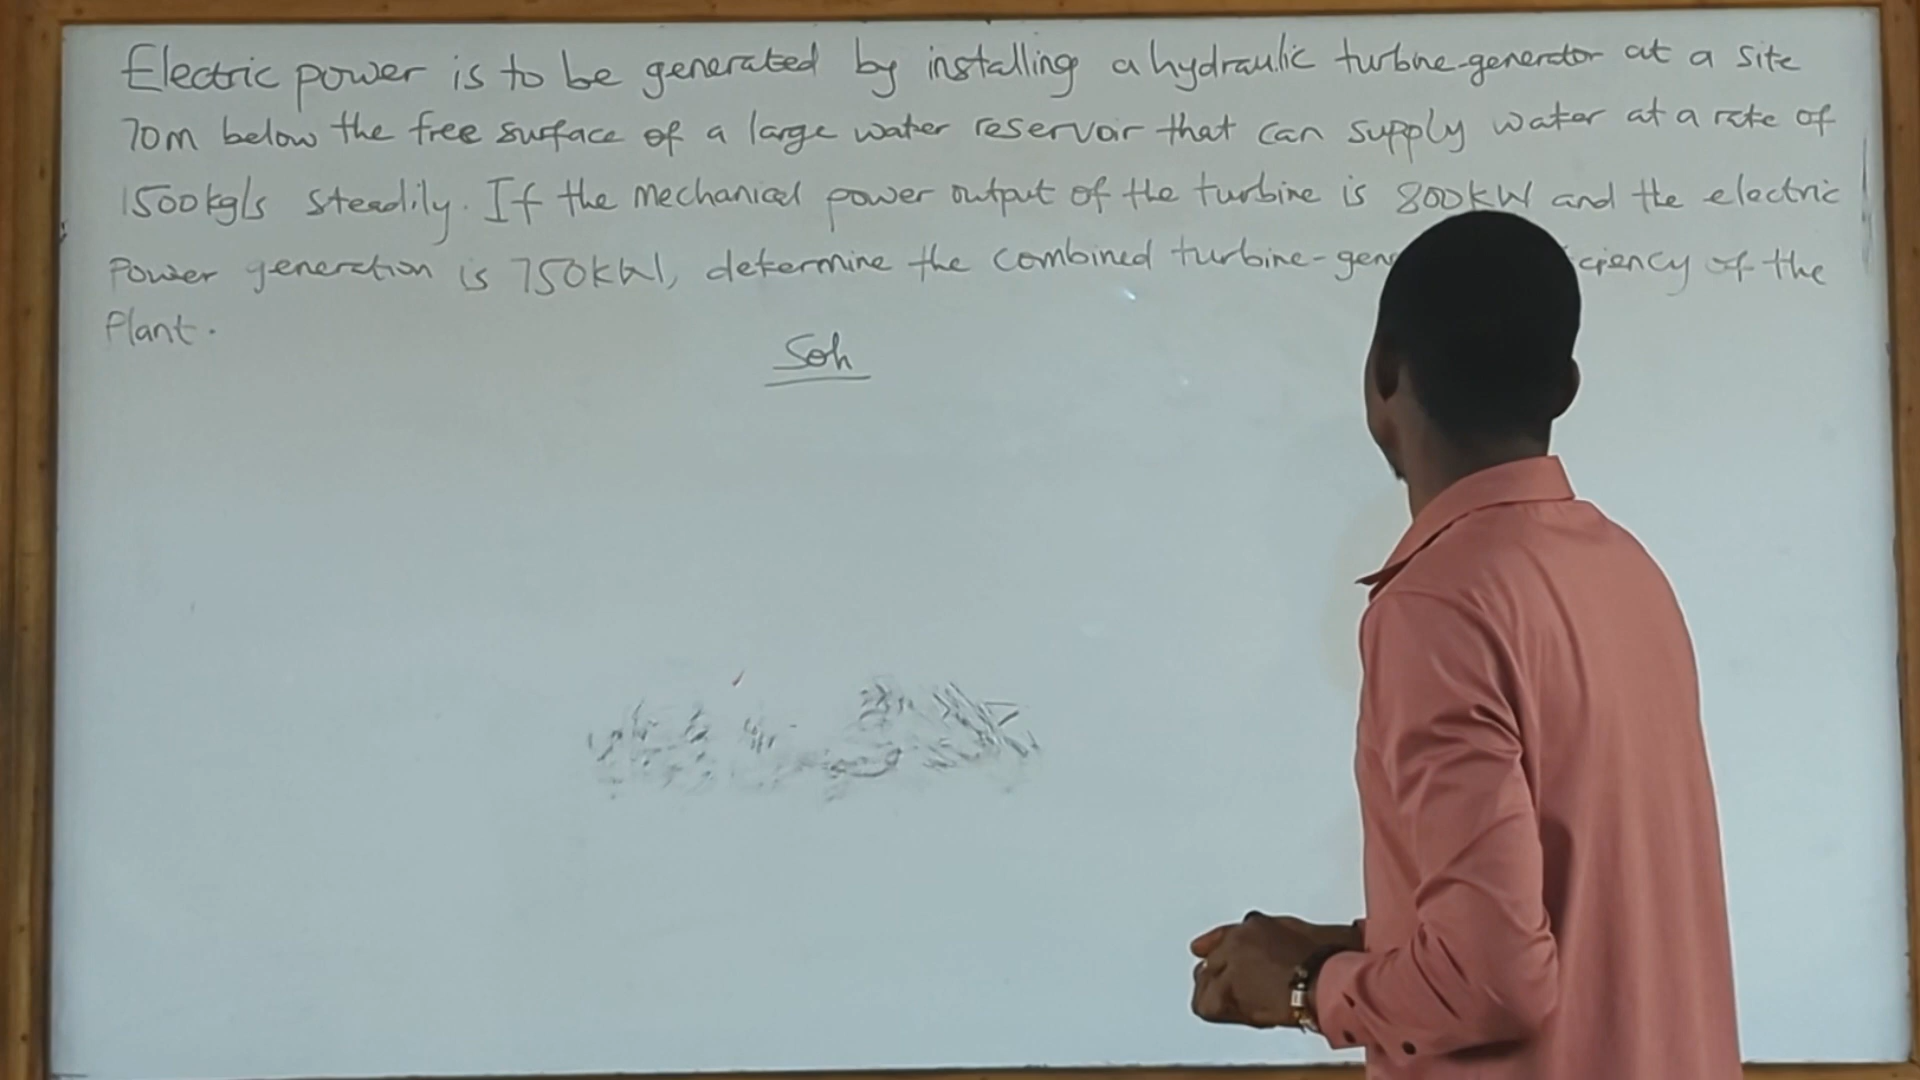 Electric power is to be generated by installing a hydraulic turbine-generator at a site
70m below the free surface of a large water reservoir that can supply water at a rate of
1500kg/s steadily. If the mechanical power output of the turbine is 800kW and the electric
Power generation is 750kW, determine the combined turbine-gen ciency of the
Plant.
Soln